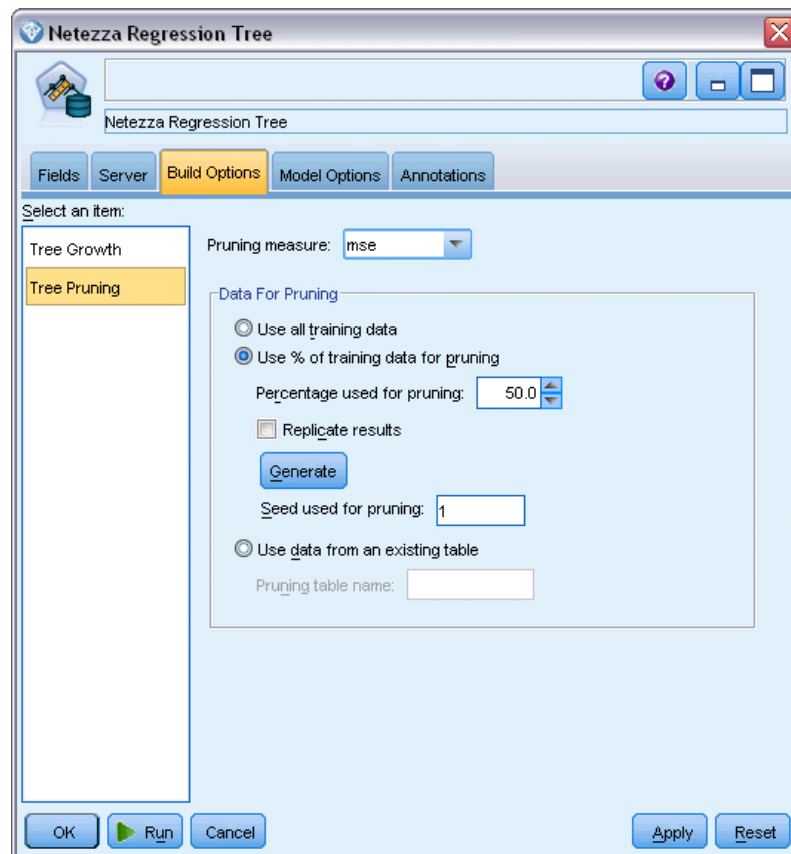 Netezza Regression Tree
Netezza Regression Tree
Fields Server Build Options Model Options Annotations
Select an item:
Tree Growth
Tree Pruning
Pruning measure: mse
Data For Pruning
Use all training data
Use % of training data for pruning
Percentage used for pruning: 50.0
Replicate results
Generate
Seed used for pruning: 1
Use data from an existing table
Pruning table name:
OK Run Cancel Apply Reset